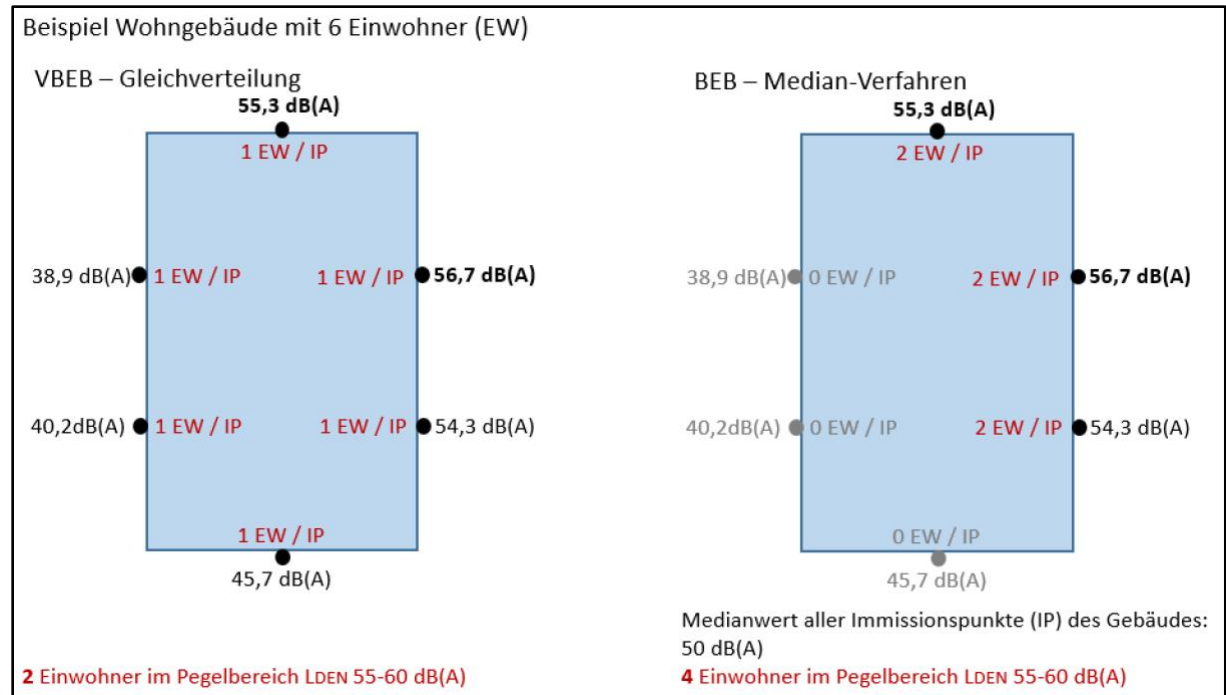 Beispiel Wohngebäude mit 6 Einwohner (EW)
VBEB – Gleichverteilung
55,3 dB(A)
1 EW / IP
38,9 dB(A)
1 EW / IP
1 EW / IP
56,7 dB(A)
40,2dB(A)
1 EW / IP
1 EW / IP
54,3 dB(A)
1 EW / IP
45,7 dB(A)
2 Einwohner im Pegelbereich LDEN 55-60 dB(A)
BEB – Median-Verfahren
55,3 dB(A)
2 EW / IP
38,9 dB(A)
0 EW / IP
2 EW / IP
56,7 dB(A)
40,2dB(A)
0 EW / IP
2 EW / IP
54,3 dB(A)
0 EW / IP
45,7 dB(A)
Medianwert aller Immissionspunkte (IP) des Gebäudes:
50 dB(A)
4 Einwohner im Pegelbereich LDEN 55-60 dB(A)